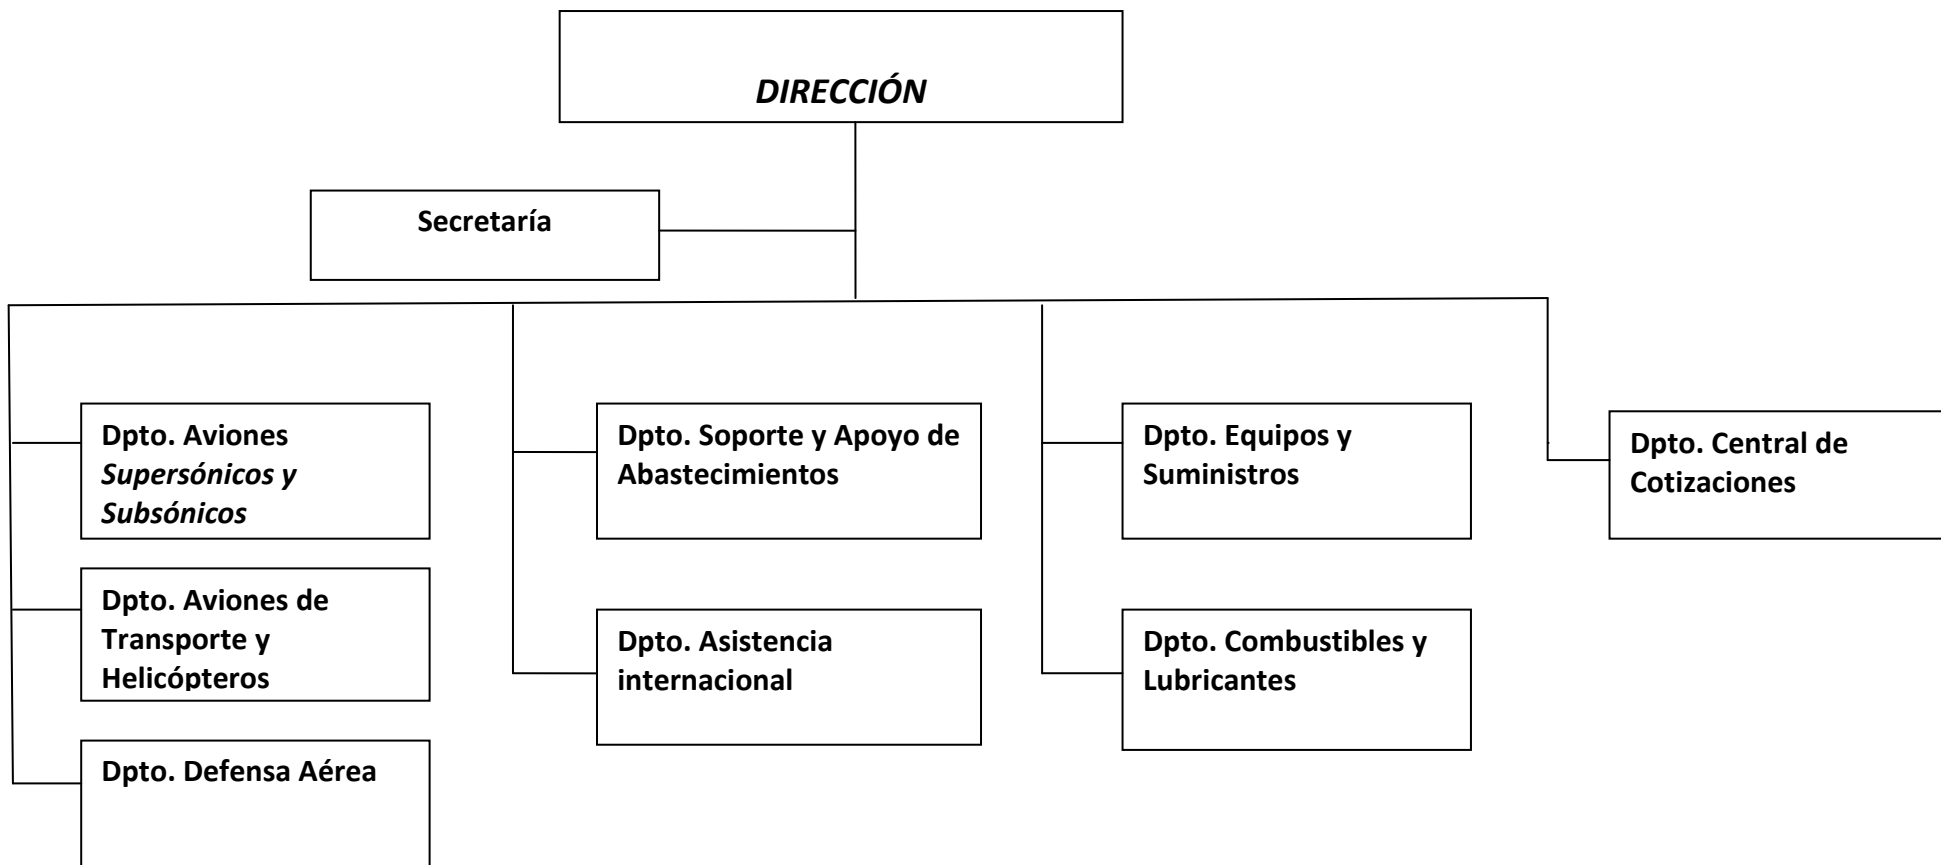 DIRECCIÓN
Secretaría
Dpto. Aviones
Supersónicos y
Subsónicos
Dpto. Soporte y Apoyo de
Abastecimientos
Dpto. Equipos y
Suministros
Dpto. Central de
Cotizaciones
Dpto. Aviones de
Transporte y
Helicópteros
Dpto. Asistencia
internacional
Dpto. Combustibles y
Lubricantes
Dpto. Defensa Aérea